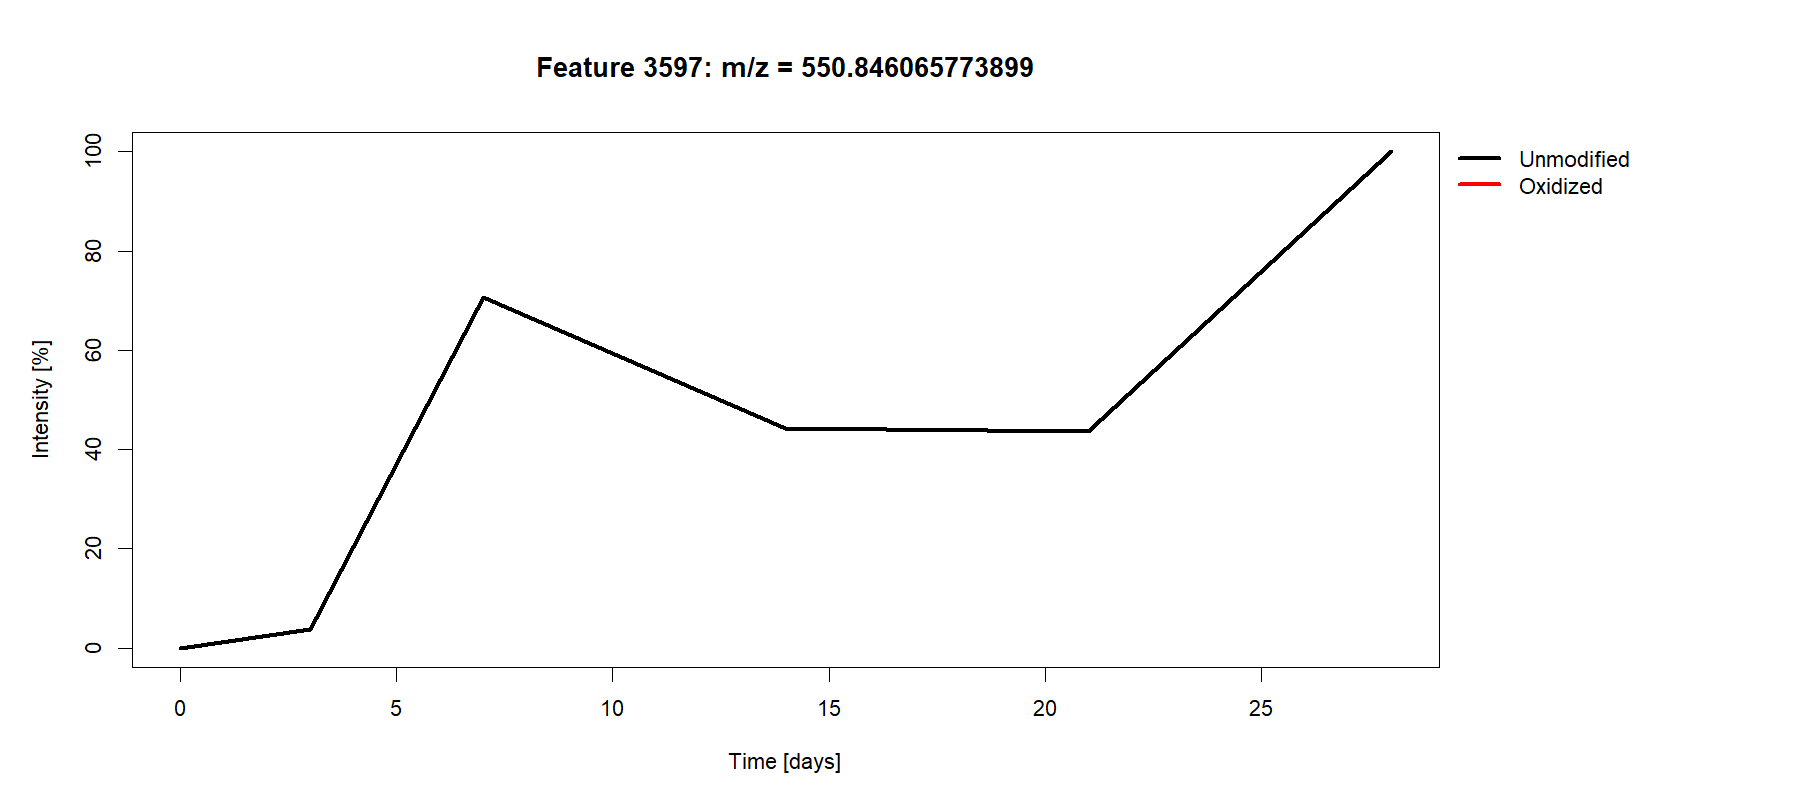 Feature 3597: m/z = 550.846065773899
Unmodified
Oxidized
Intensity [%]
100
80
60
40
20
0
0 5 10 15 20 25
Time [days]